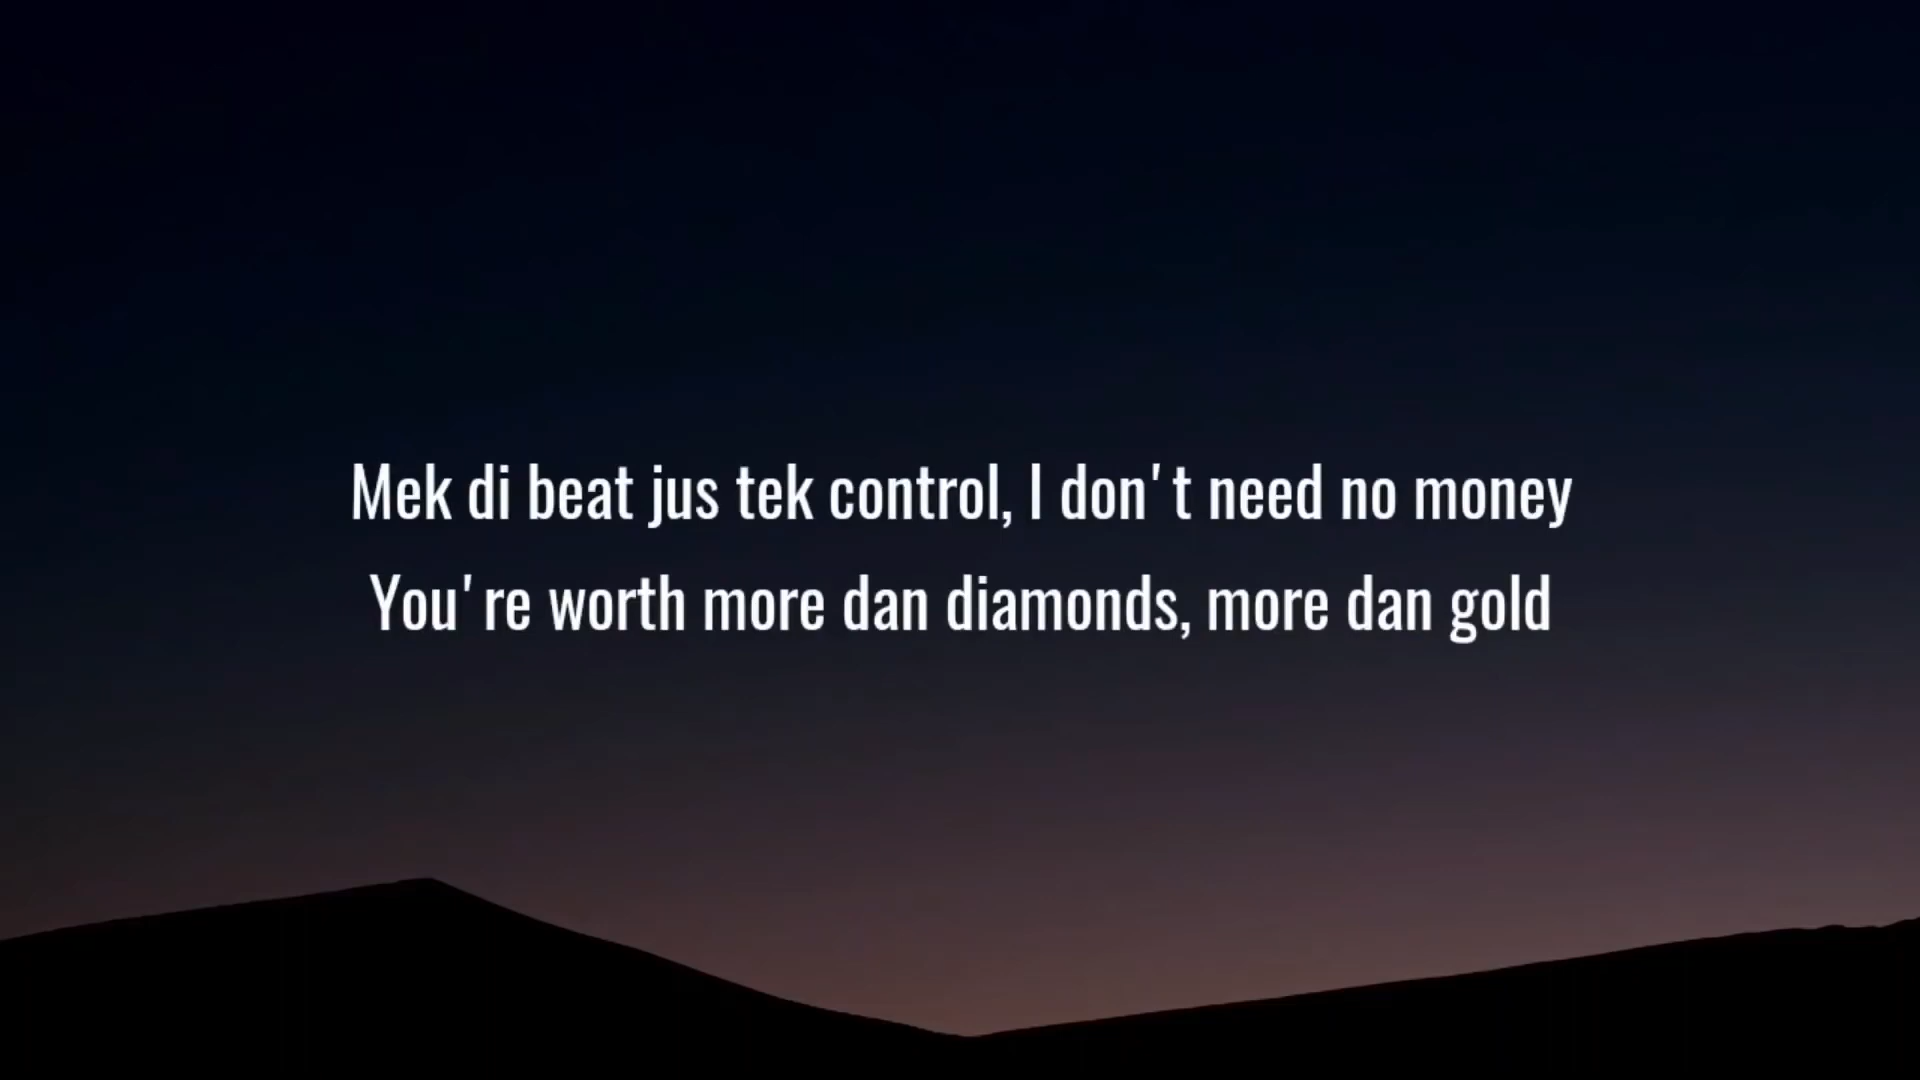 Mek di beat jus tek control, I don't need no money
You're worth more dan diamonds, more dan gold